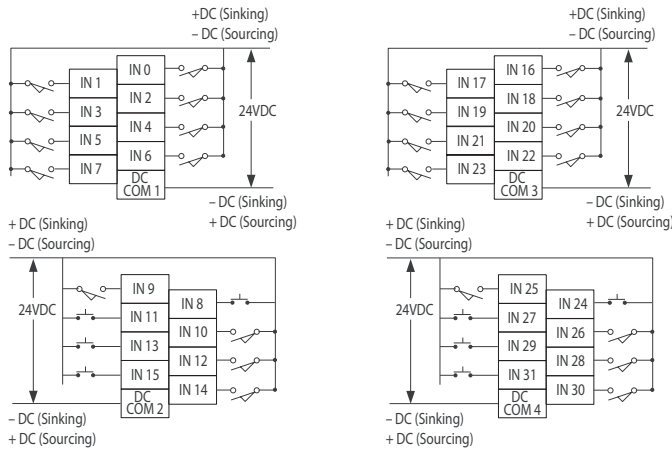 +DC (Sinking)
– DC (Sourcing)
IN 0
IN 1
IN 2
IN 3
IN 4
IN 5
IN 6
IN 7
DC
COM 1
24VDC
– DC (Sinking)
+ DC (Sourcing)
+DC (Sinking)
– DC (Sourcing)
IN 16
IN 17
IN 18
IN 19
IN 20
IN 21
IN 22
IN 23
DC
COM 3
24VDC
– DC (Sinking)
+ DC (Sourcing)
+ DC (Sinking)
– DC (Sourcing)
24VDC
IN 9
IN 8
IN 11
IN 10
IN 13
IN 12
IN 15
IN 14
DC
COM 2
– DC (Sinking)
+ DC (Sourcing)
+ DC (Sinking)
– DC (Sourcing)
24VDC
IN 25
IN 24
IN 27
IN 26
IN 29
IN 28
IN 31
IN 30
DC
COM 4
– DC (Sinking)
+ DC (Sourcing)